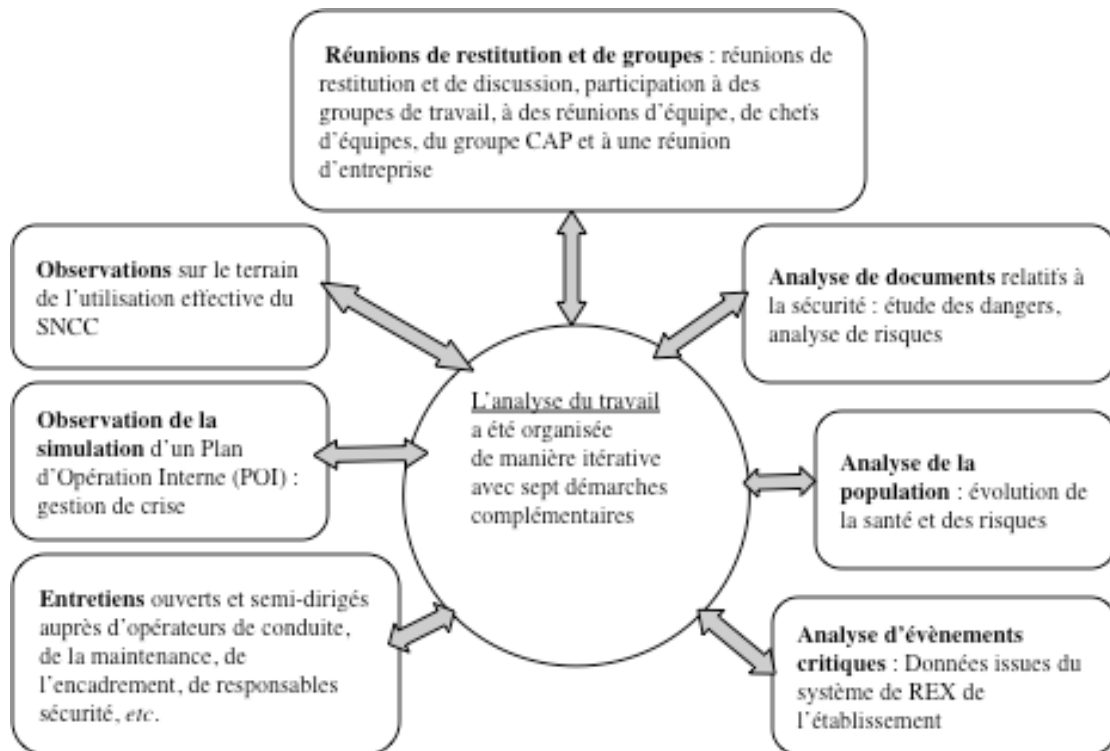 Réunions de restitution et de groupes : réunions de
restitution et de discussion, participation à des
groupes de travail, à des réunions d'équipe, de chefs
d'équipes, du groupe CAP et à une réunion
d'entreprise
Observations sur le terrain
de l'utilisation effective du
SNCC
Analyse de documents relatifs à
la sécurité : étude des dangers,
analyse de risques
L'analyse du travail
a été organisée
de manière itérative
avec sept démarches
complémentaires
Observation de la
simulation d'un Plan
d'Opération Interne (POI) :
gestion de crise
Analyse de la
population : évolution de
la santé et des risques
Entretiens ouverts et semi-dirigés
auprès d'opérateurs de conduite,
de la maintenance, de
l'encadrement, de responsables
sécurité, etc.
Analyse d'évènements
critiques : Données issues du
système de REX de
l'établissement